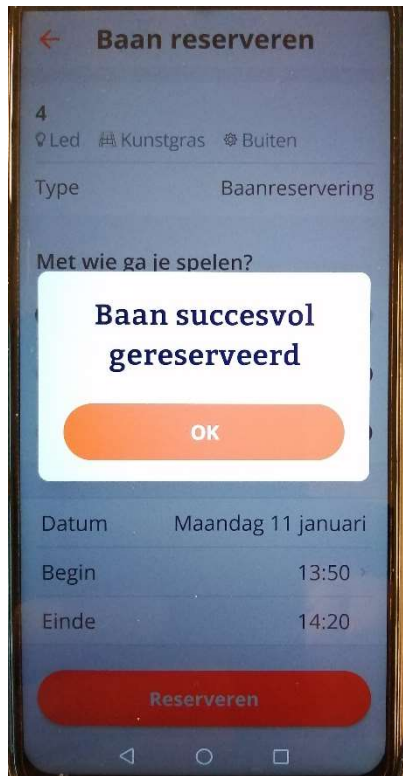 Baan reserveren
4
Led Kunstgras Buiten
Type Baanreservering
Met wie ga je spelen?
Baan succesvol
gereserveerd
OK
Datum Maandag 11 januari
Begin 13:50
Einde 14:20
Reserveren